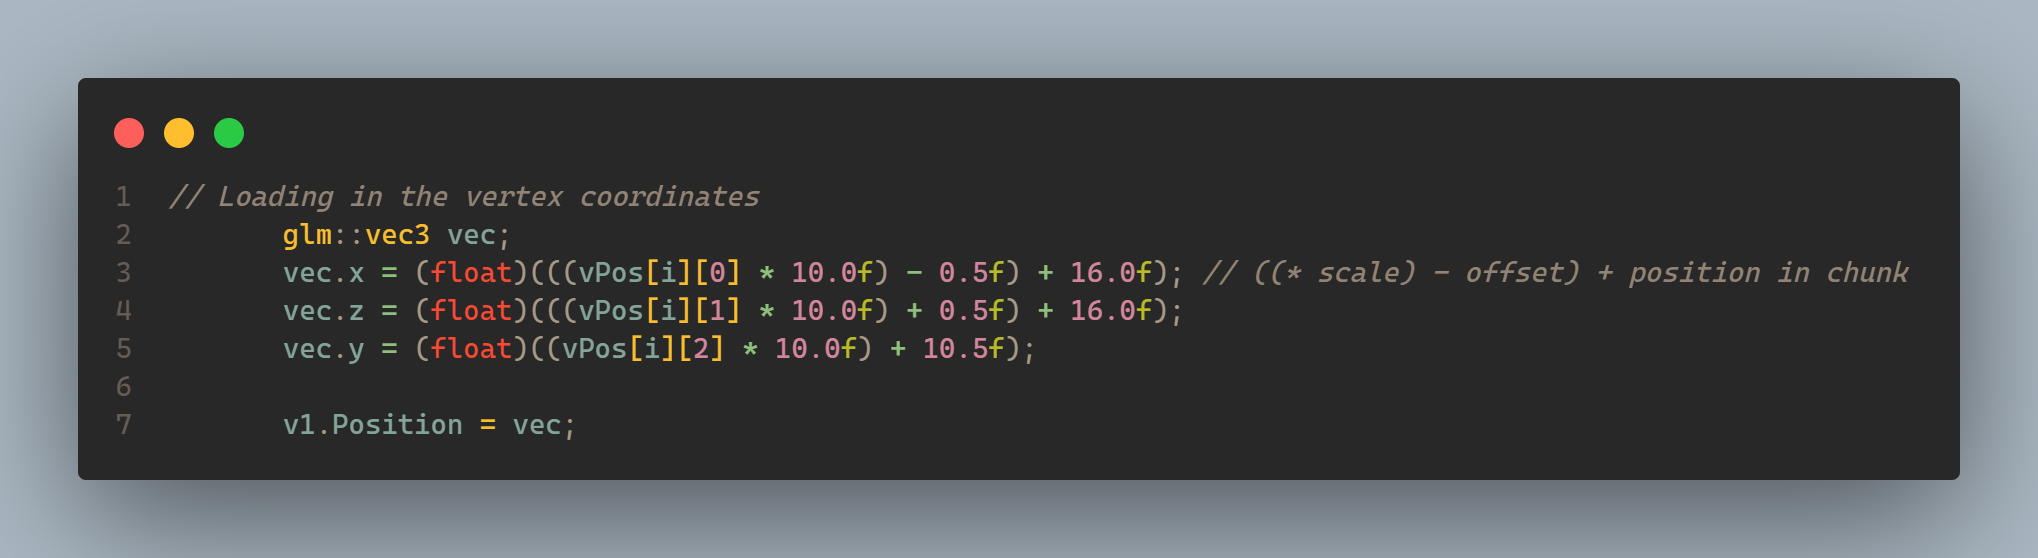 1 // Loading in the vertex coordinates
2 glm::vec3 vec;
3 vec.x = (float)(((vPos[i][0] * 10.0f) - 0.5f) + 16.0f); // ((* scale) - offset) + position in chunk
4 vec.z = (float)(((vPos[i][1] * 10.0f) + 0.5f) + 16.0f);
5 vec.y = (float)((vPos[i][2] * 10.0f) + 10.5f);
6
7 v1.Position = vec;